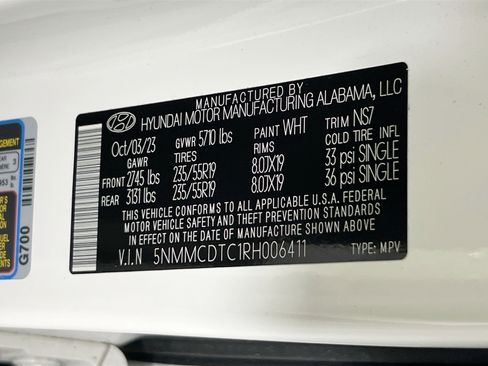 MANUFACTURED BY
HYUNDAI MOTOR MANUFACTURING ALABAMA, LLC
Oct/03/23 GVWR 5710 lbs PAINT WHT TRIM NS7
GAWR TIRES RIMS COLD TIRE INFL
FRONT 2745 lbs 235/55R19 8.0JX19 33 psi SINGLE
REAR 3131 lbs 235/55R19 8.0JX19 36 psi SINGLE
THIS VEHICLE CONFORMS TO ALL APPLICABLE U.S.A. FEDERAL
MOTOR VEHICLE SAFETY AND THEFT PREVENTION STANDARDS
IN EFFECT ON THE DATE OF MANUFACTURE SHOWN ABOVE.
V.I.N 5NMMCDTC1RH006411 TYPE: MPV
G700